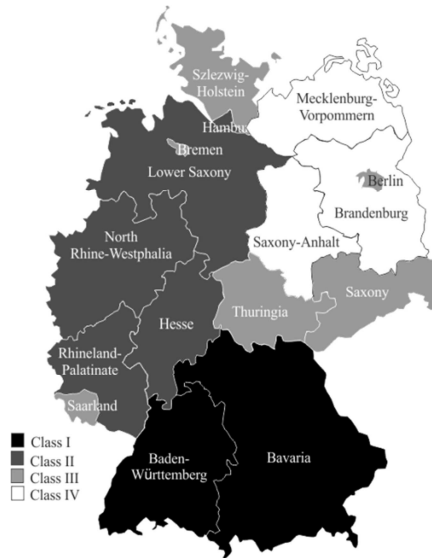 Szlezwig-
Holstein
Mecklenburg-
Vorpommern
Hambu
Bremen
Lower Saxony
Berlin
Brandenburg
North
Rhine-Westphalia
Saxony-Anhalt
Saxony
Thuringia
Hesse
Rhineland-
Palatinate
Saarland
Baden-
Württemberg
Bavaria
Class I
Class II
Class III
Class IV